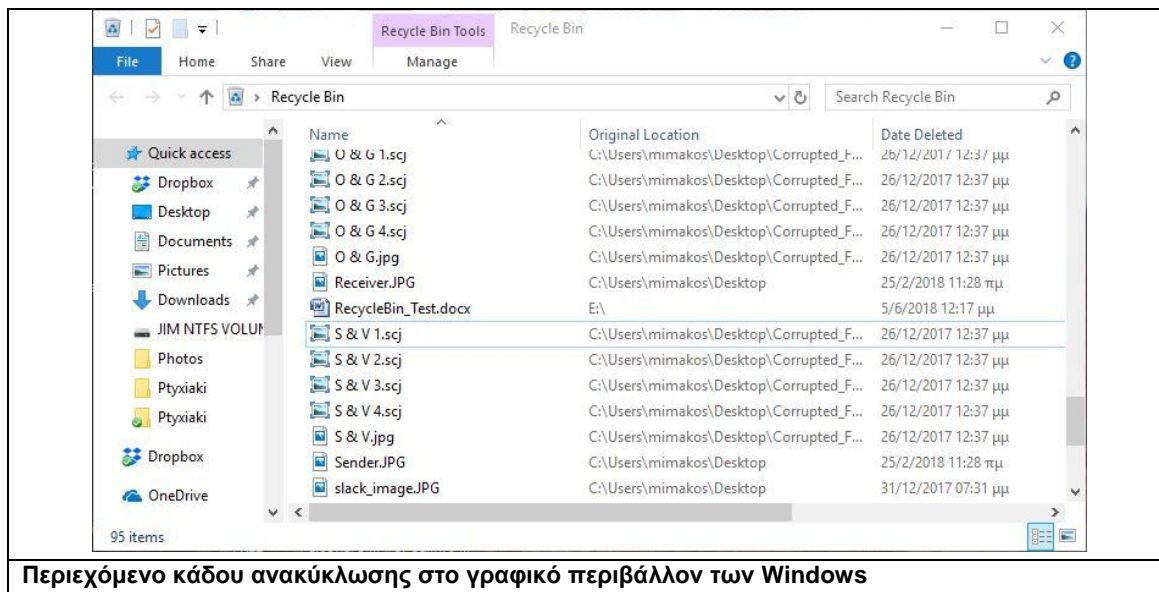 Recycle Bin Tools Recycle Bin
File Home Share View Manage
Recycle Bin Search Recycle Bin
Name Original Location Date Deleted
Quick access
Dropbox
Desktop
Documents
Pictures
Downloads
JIM NTFS VOLUM
Photos
Ptyxiaki
Ptyxiaki
Dropbox
OneDrive
O & G 1.scj C:\Users\mimakos\Desktop\Corrupted_F... 26/12/2017 12:37 μμ
O & G 2.scj C:\Users\mimakos\Desktop\Corrupted_F... 26/12/2017 12:37 μμ
O & G 3.scj C:\Users\mimakos\Desktop\Corrupted_F... 26/12/2017 12:37 μμ
O & G 4.scj C:\Users\mimakos\Desktop\Corrupted_F... 26/12/2017 12:37 μμ
O & G.jpg C:\Users\mimakos\Desktop\Corrupted_F... 26/12/2017 12:37 μμ
Receiver.JPG C:\Users\mimakos\Desktop 25/2/2018 11:28 πμ
RecycleBin_Test.docx E:\ 5/6/2018 12:17 μμ
S & V 1.scj C:\Users\mimakos\Desktop\Corrupted_F... 26/12/2017 12:37 μμ
S & V 2.scj C:\Users\mimakos\Desktop\Corrupted_F... 26/12/2017 12:37 μμ
S & V 3.scj C:\Users\mimakos\Desktop\Corrupted_F... 26/12/2017 12:37 μμ
S & V 4.scj C:\Users\mimakos\Desktop\Corrupted_F... 26/12/2017 12:37 μμ
S & V.jpg C:\Users\mimakos\Desktop\Corrupted_F... 26/12/2017 12:37 μμ
Sender.JPG C:\Users\mimakos\Desktop 25/2/2018 11:28 πμ
slack_image.JPG C:\Users\mimakos\Desktop 31/12/2017 07:31 μμ
95 items
Περιεχόμενο κάδου ανακύκλωσης στο γραφικό περιβάλλον των Windows